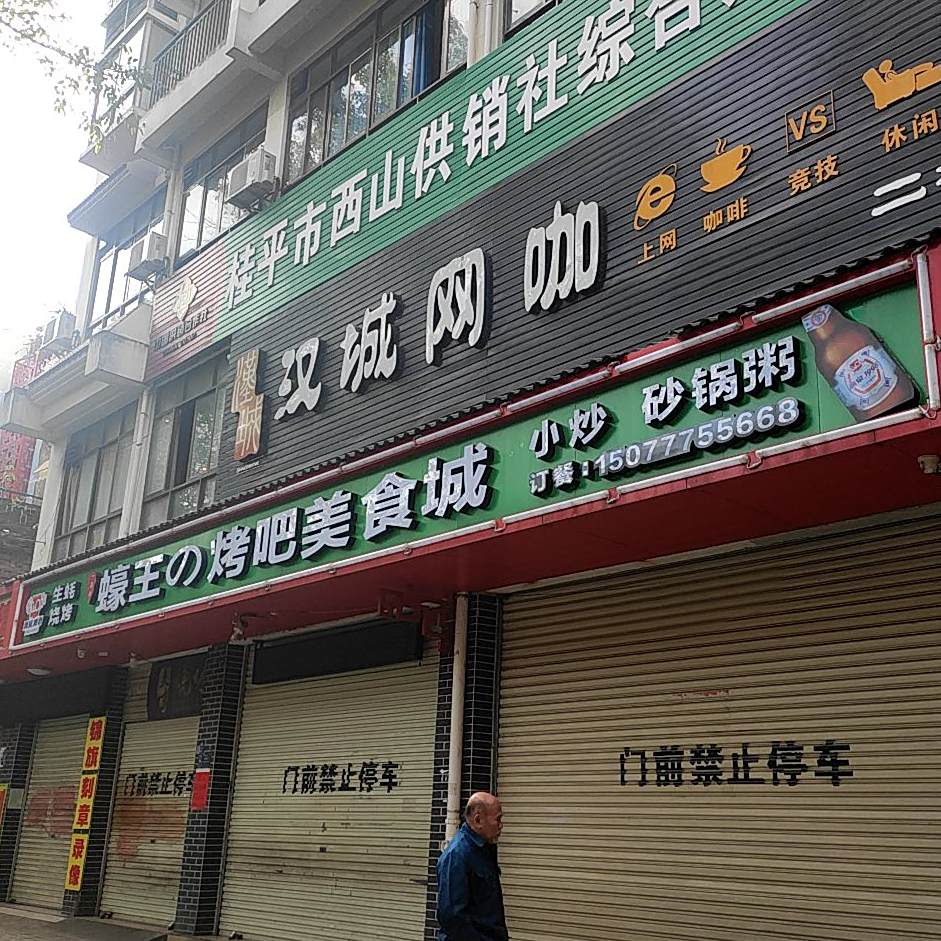 桂平市西山供销社综合
汉城网咖
上网
咖啡
VS
竞技
休闲
二
蠔王の烤吧美食城
生蚝
烧烤
小炒 砂锅粥
订餐:15077755668
门前禁止停车
门前禁止停车
门前禁止停车
锦旗刻章录像